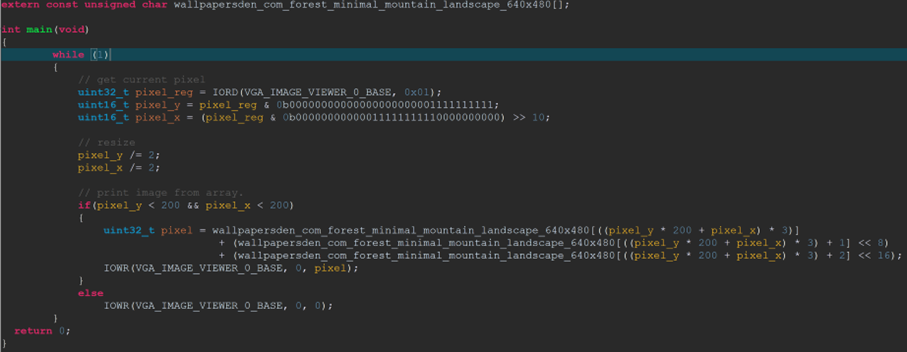 extern const unsigned char wallpapersden_com_forest_minimal_mountain_landscape_640x480[];
int main(void)
{
while (1)
{
// get current pixel
uint32_t pixel_reg = IORD(VGA_IMAGE_VIEWER_0_BASE, 0x01);
uint16_t pixel_y = pixel_reg & 0b00000000000000000000001111111111;
uint16_t pixel_x = (pixel_reg & 0b00000000000011111111110000000000) >> 10;
// resize
pixel_y /= 2;
pixel_x /= 2;
// print image from array.
if(pixel_y < 200 && pixel_x < 200)
{
uint32_t pixel = wallpapersden_com_forest_minimal_mountain_landscape_640x480[((pixel_y * 200 + pixel_x) * 3)]
+ (wallpapersden_com_forest_minimal_mountain_landscape_640x480[((pixel_y * 200 + pixel_x) * 3) + 1] << 8)
+ (wallpapersden_com_forest_minimal_mountain_landscape_640x480[((pixel_y * 200 + pixel_x) * 3) + 2] << 16);
IOWR(VGA_IMAGE_VIEWER_0_BASE, 0, pixel);
}
else
IOWR(VGA_IMAGE_VIEWER_0_BASE, 0, 0);
}
return 0;
}